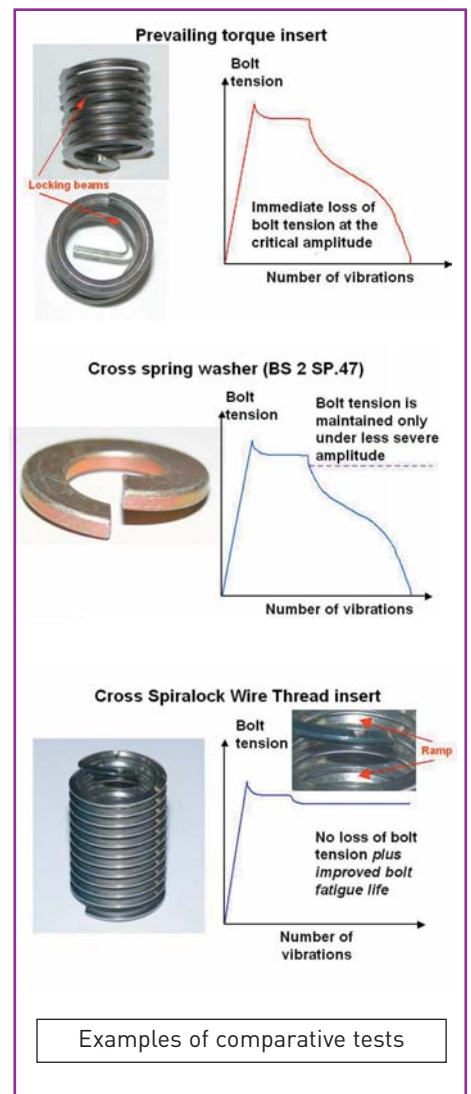 Prevailing torque insert
Bolt
tension
Locking beams
Immediate loss of
bolt tension at the
critical amplitude
Number of vibrations
Cross spring washer (BS 2 SP.47)
Bolt
tension
Bolt tension is
maintained only
under less severe
amplitude
Number of vibrations
Cross Spiralock Wire Thread insert
Bolt
tension
Ramp
No loss of bolt
tension plus
improved bolt
fatigue life
Number of
vibrations
Examples of comparative tests